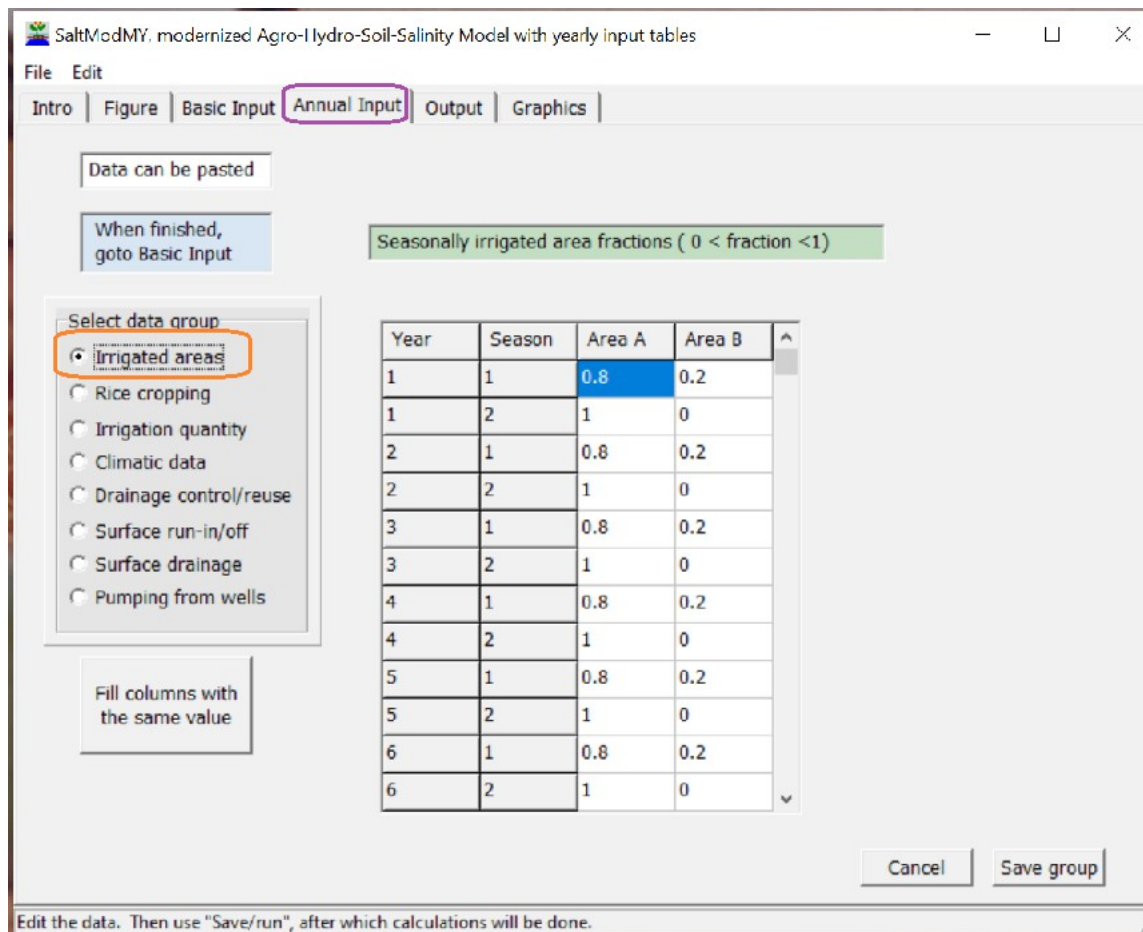 SaltModMY, modernized Agro-Hydro-Soil-Salinity Model with yearly input tables
File Edit
Intro Figure Basic Input Annual Input Output Graphics
Data can be pasted
When finished,
goto Basic Input
Seasonally irrigated area fractions ( 0 < fraction <1)
Select data group
Irrigated areas
Rice cropping
Irrigation quantity
Climatic data
Drainage control/reuse
Surface run-in/off
Surface drainage
Pumping from wells
Fill columns with
the same value
Year Season Area A Area B
1 1 0.8 0.2
1 2 1 0
2 1 0.8 0.2
2 2 1 0
3 1 0.8 0.2
3 2 1 0
4 1 0.8 0.2
4 2 1 0
5 1 0.8 0.2
5 2 1 0
6 1 0.8 0.2
6 2 1 0
Cancel Save group
Edit the data. Then use "Save/run", after which calculations will be done.